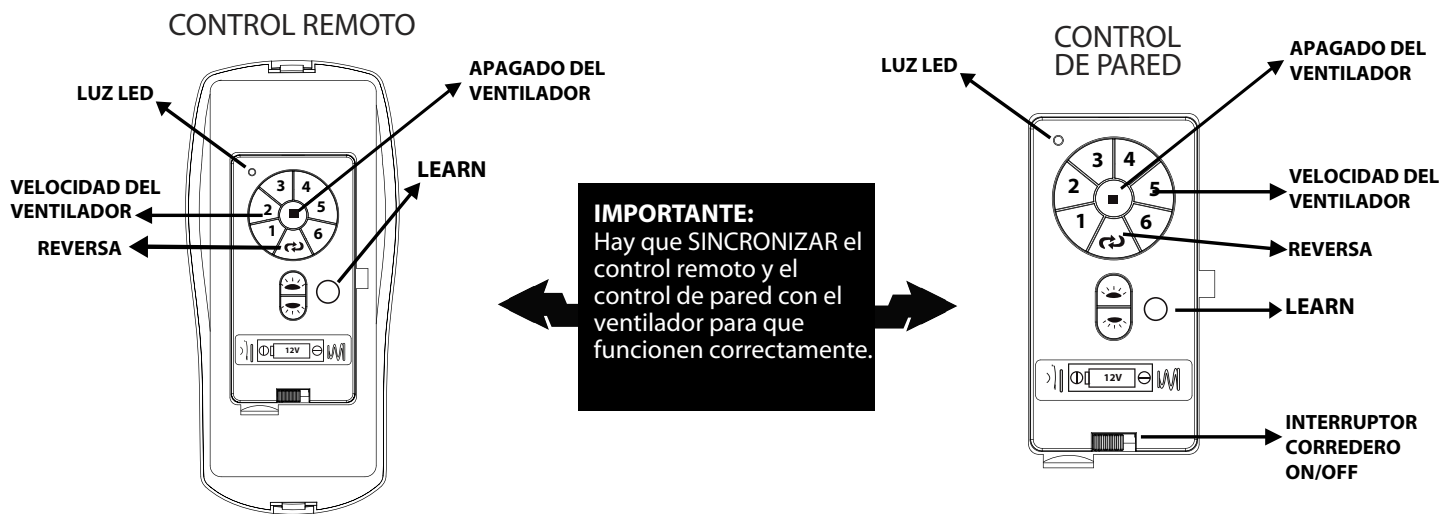 CONTROL REMOTO
LUZ LED
APAGADO DEL
VENTILADOR
LEARN
VELOCIDAD DEL
VENTILADOR
REVERSA
3
4
2
5
1
6
12V
IMPORTANTE:
Hay que SINCRONIZAR el
control remoto y el
control de pared con el
ventilador para que
funcionen correctamente.
CONTROL
DE PARED
LUZ LED
APAGADO DEL
VENTILADOR
3
4
2
5
1
6
VELOCIDAD DEL
VENTILADOR
REVERSA
LEARN
12V
INTERRUPTOR
CORREDERO
ON/OFF